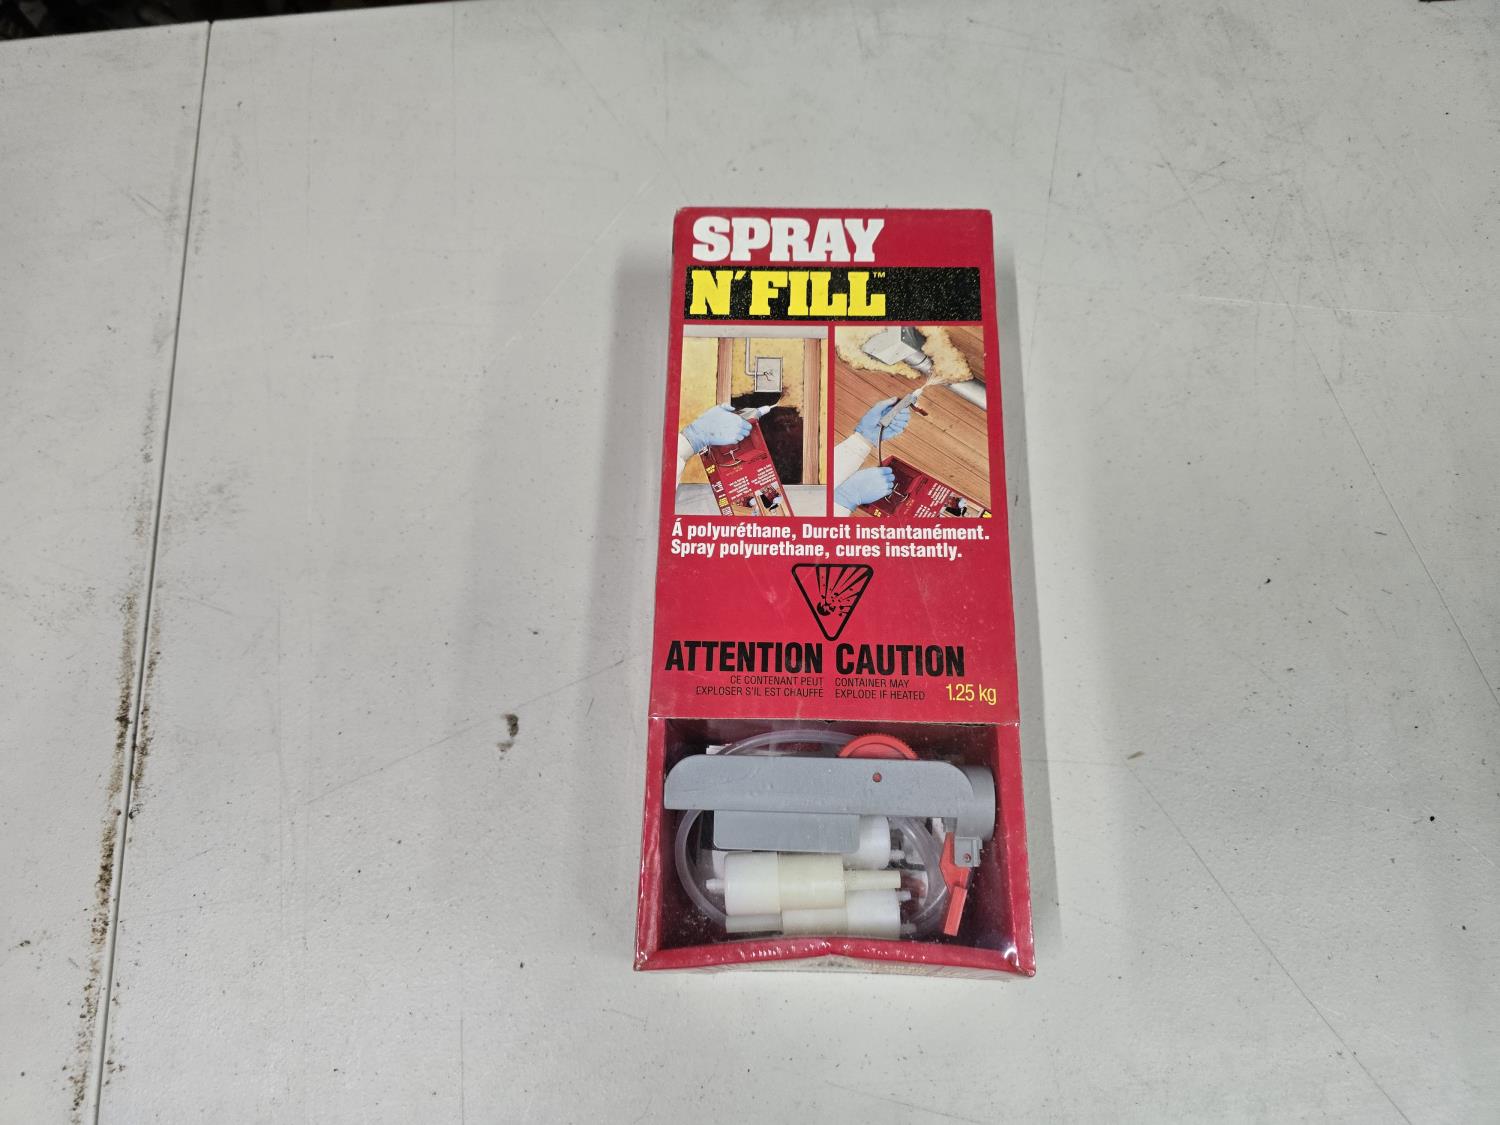 SPRAY
N'FILL™
Á polyuréthane, Durcit instantanément.
Spray polyurethane, cures instantly.
ATTENTION CAUTION
CE CONTENANT PEUT
EXPLOSER S'IL EST CHAUFFÉ
CONTAINER MAY
EXPLODE IF HEATED
1.25 kg